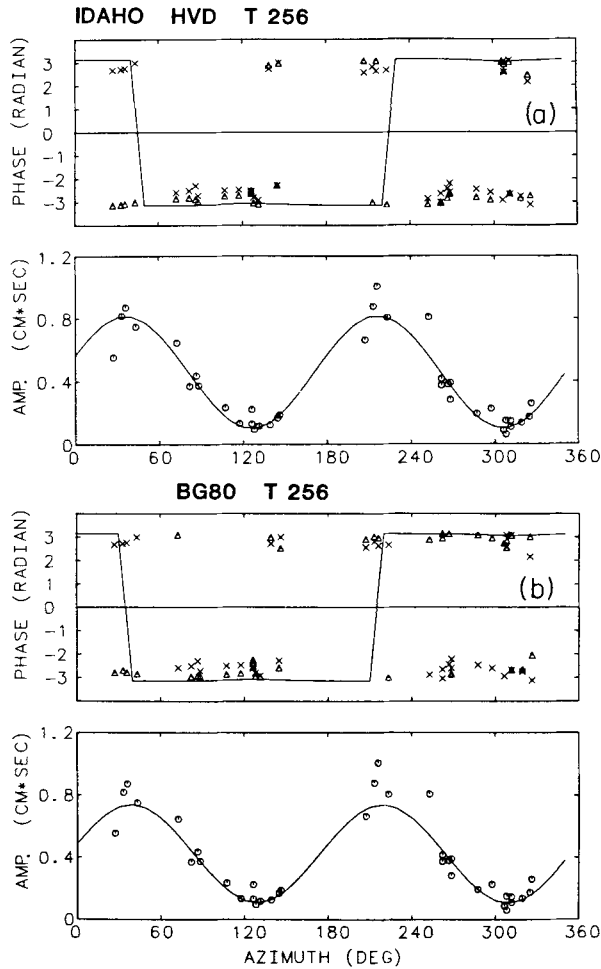 IDAHO HVD T 256
PHASE (RADIAN)
3
2
1
0
-1
-2
-3
(a)
AMP. (CM*SEC)
1.2
0.8
0.4
0
0 60 120 180 240 300 360
BG80 T 256
PHASE (RADIAN)
3
2
1
0
-1
-2
-3
(b)
AMP. (CM*SEC)
1.2
0.8
0.4
0
0 60 120 180 240 300 360
AZIMUTH (DEG)